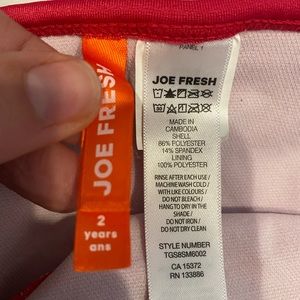 JOE FRESH
2
years
ans
PANEL 1
JOE FRESH
MADE IN
CAMBODIA
SHELL
86% POLYESTER
14% SPANDEX
LINING
100% POLYESTER
RINSE AFTER EACH USE /
MACHINE WASH COLD /
WITH LIKE COLOURS /
DO NOT BLEACH /
HANG TO DRY IN THE
SHADE /
DO NOT IRON /
DO NOT DRY CLEAN
STYLE NUMBER
TGS8SM6002
CA 15372
RN 133886